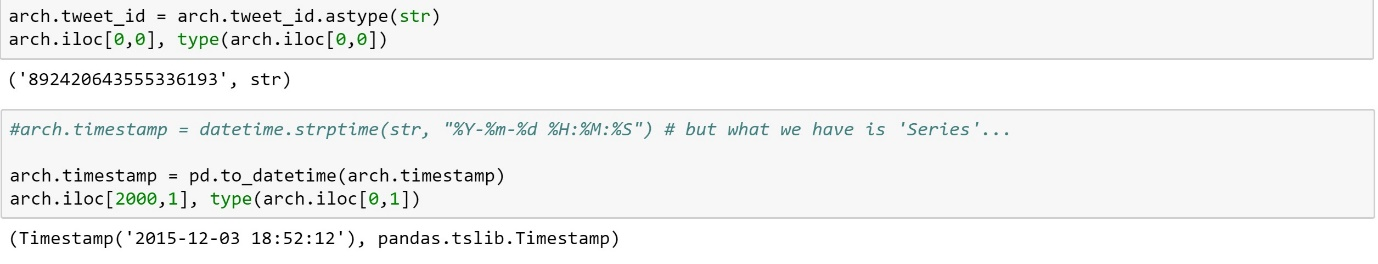 arch.tweet_id = arch.tweet_id.astype(str)
arch.iloc[0,0], type(arch.iloc[0,0])
('892420643555336193', str)
#arch.timestamp = datetime.strptime(str, "%Y-%m-%d %H:%M:%S") # but what we have is 'Series'...
arch.timestamp = pd.to_datetime(arch.timestamp)
arch.iloc[2000,1], type(arch.iloc[0,1])
(Timestamp('2015-12-03 18:52:12'), pandas.tslib.Timestamp)